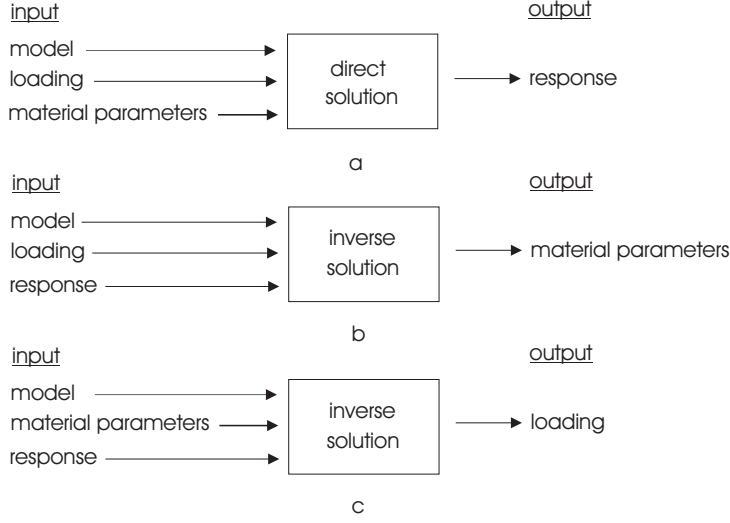 input
output
model
loading
material parameters
direct
solution
response
a
input
output
model
loading
response
inverse
solution
material parameters
b
input
output
model
material parameters
response
inverse
solution
loading
c